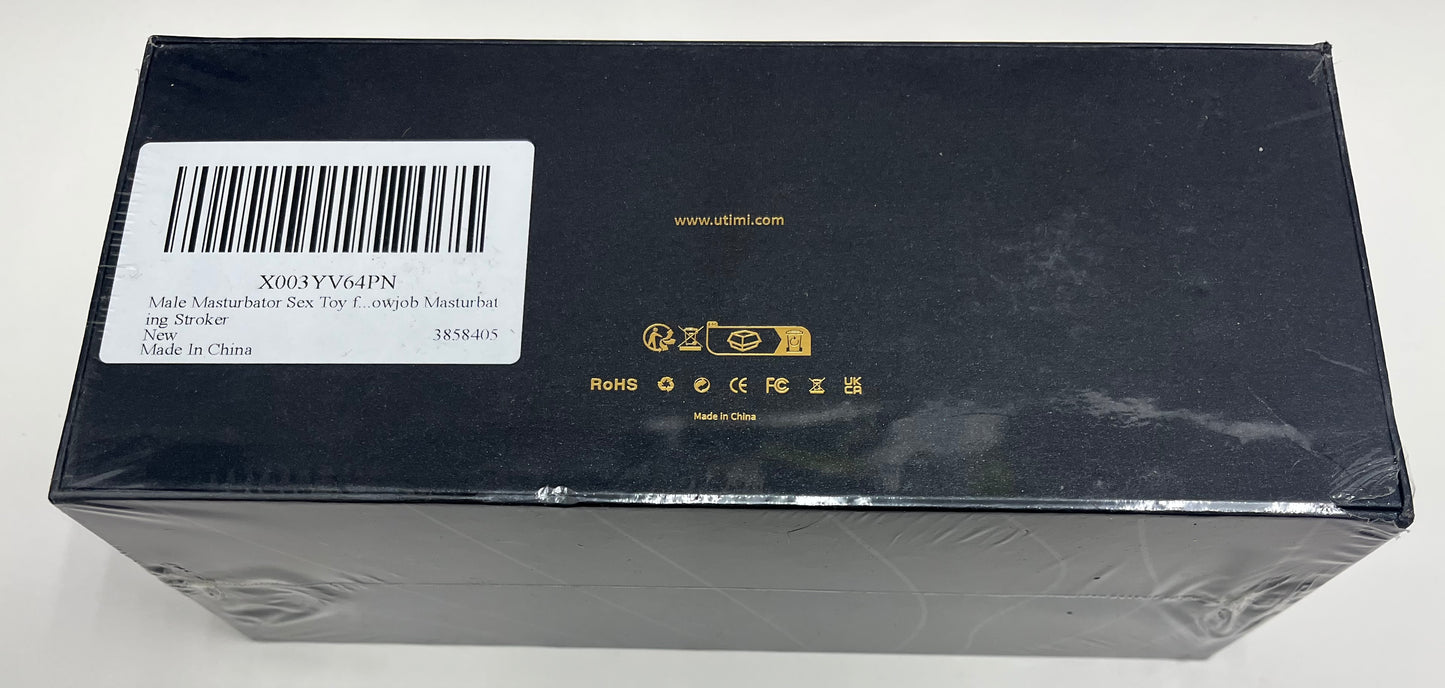 X003YV64PN
Male Masturbator Sex Toy f...owjob Masturbat
ing Stroker
New 3858405
Made In China
www.utimi.com
RoHS CE FC UK CA
Made in China